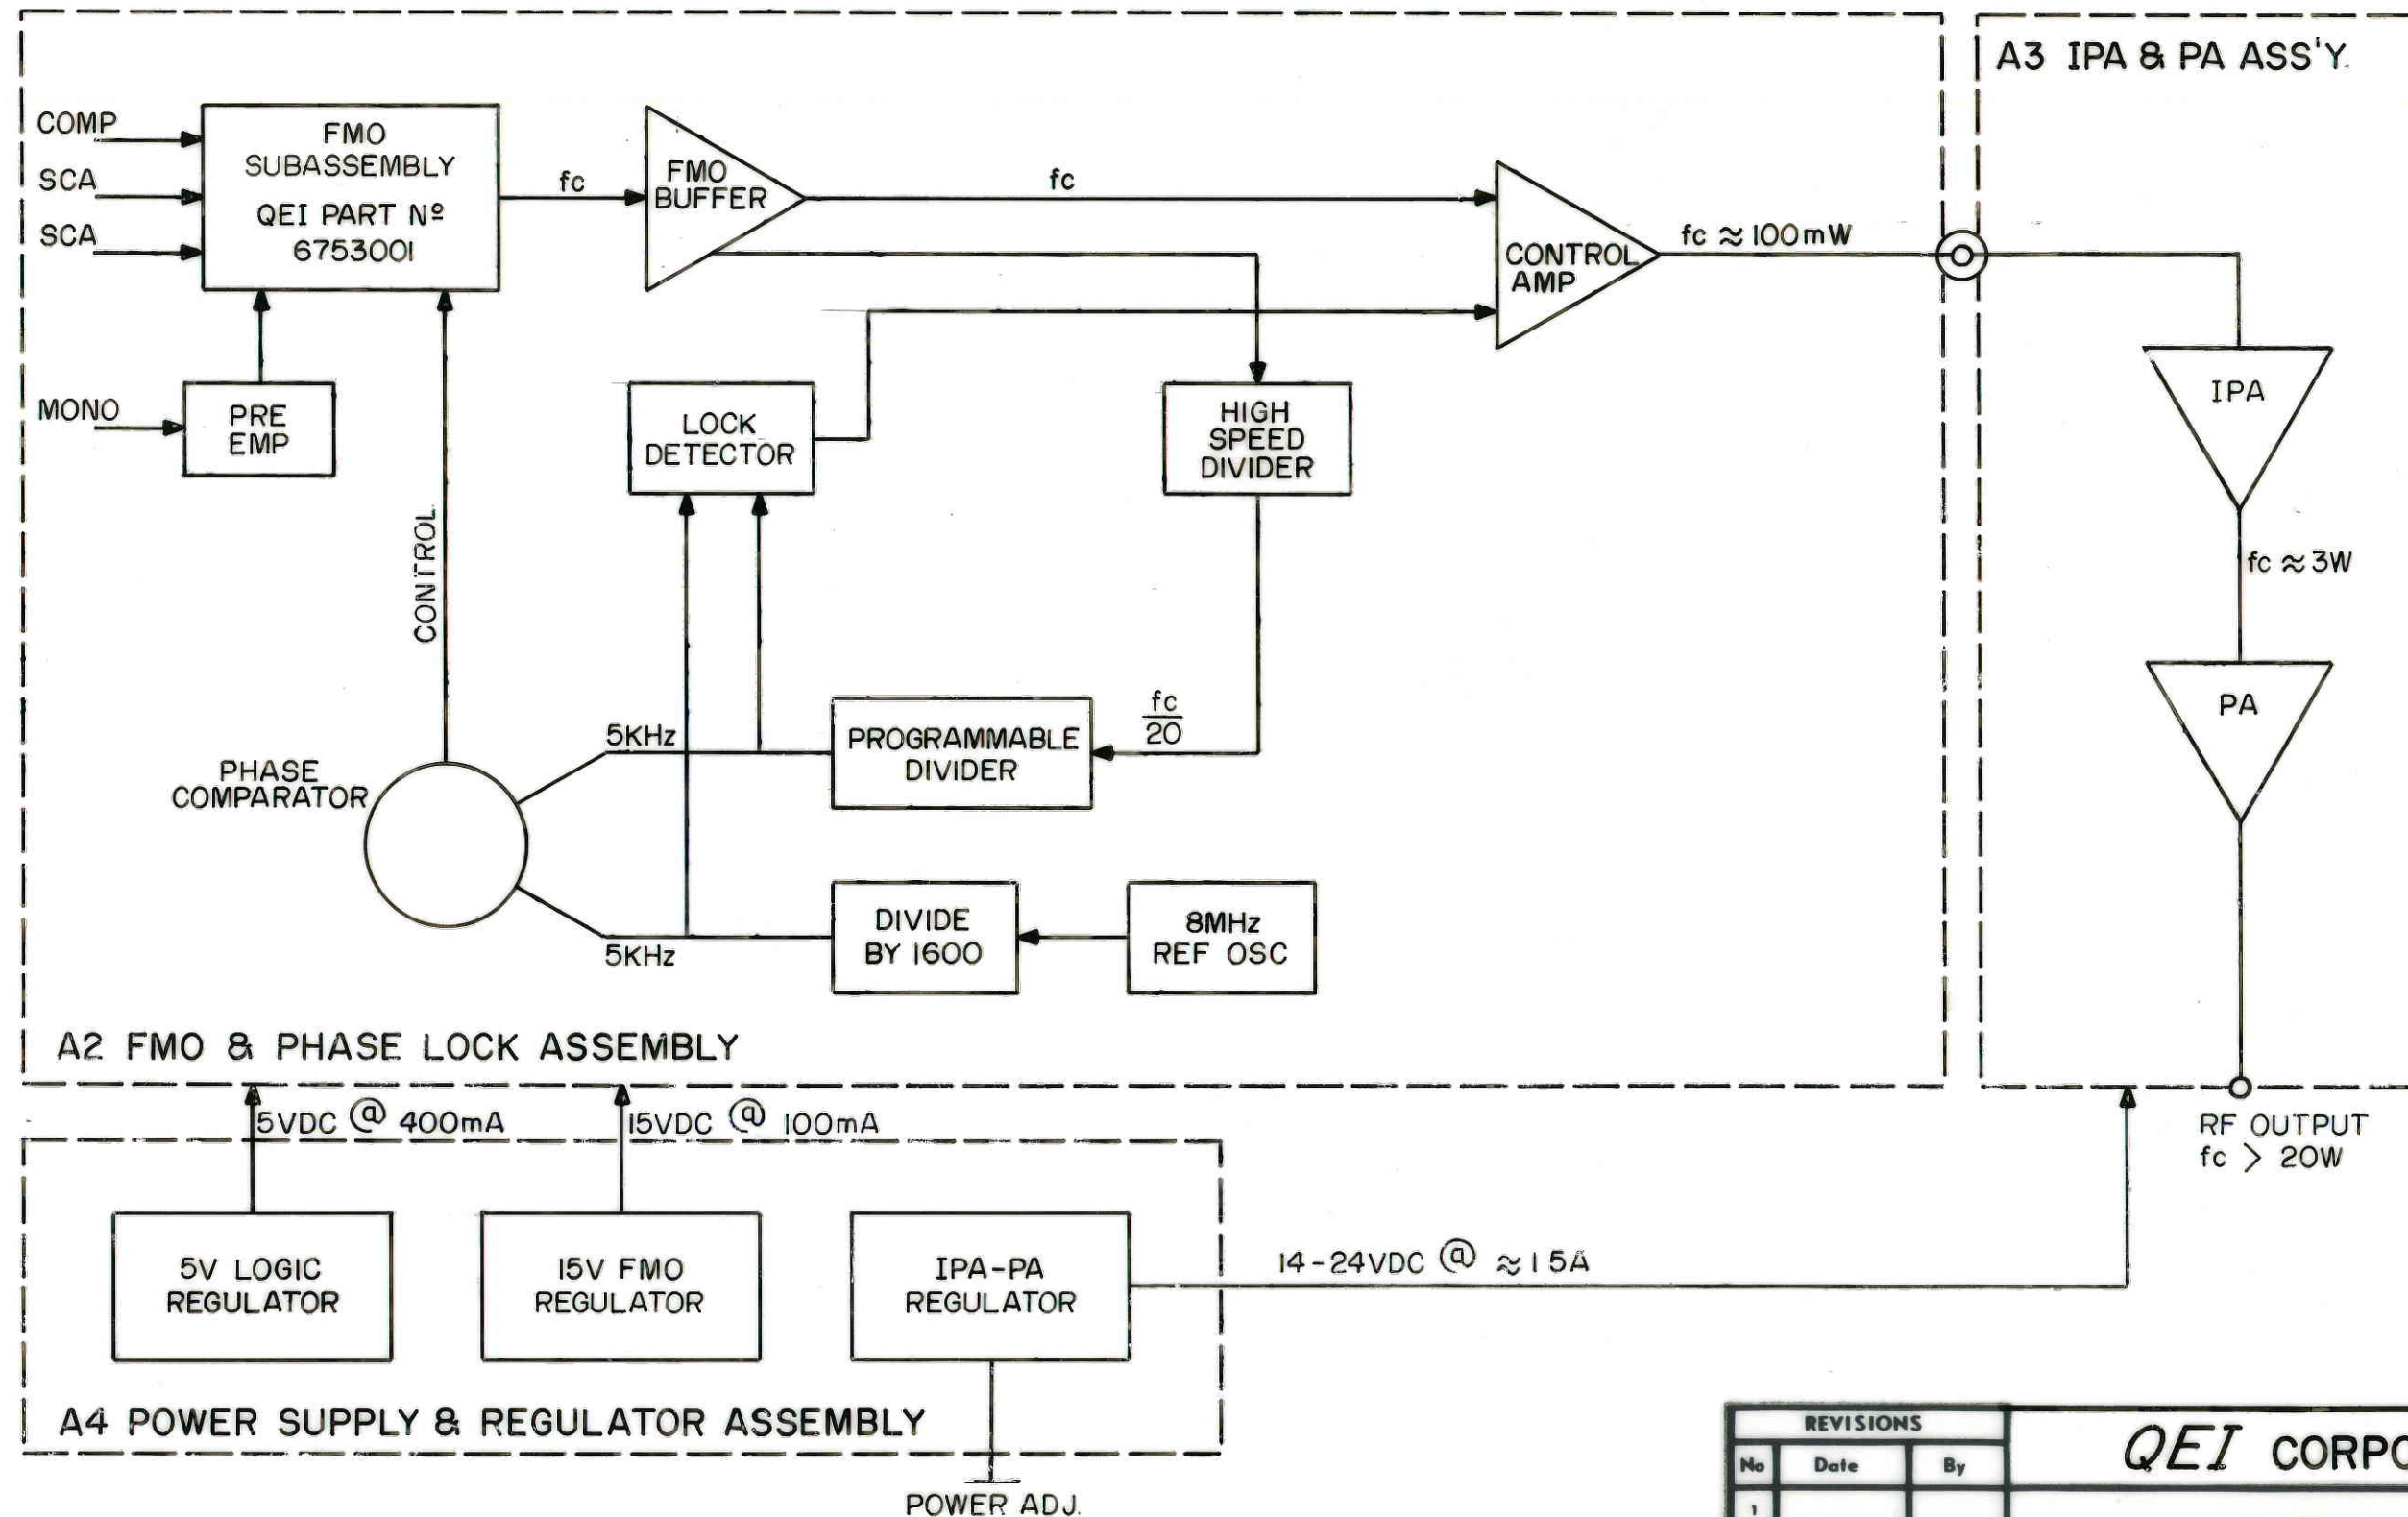 A3 IPA & PA ASS'Y.
COMP
SCA
SCA
FMO
SUBASSEMBLY
QEI PART Nº
6753001
fc
FMO
BUFFER
fc
CONTROL
AMP
fc ≈ 100mW
MONO
PRE
EMP
LOCK
DETECTOR
HIGH
SPEED
DIVIDER
IPA
fc ≈ 3W
CONTROL
PA
PHASE
COMPARATOR
5KHz
PROGRAMMABLE
DIVIDER
fc
20
5KHz
DIVIDE
BY 1600
8MHz
REF OSC
A2 FMO & PHASE LOCK ASSEMBLY
5VDC @ 400mA
15VDC @ 100mA
RF OUTPUT
fc > 20W
5V LOGIC
REGULATOR
15V FMO
REGULATOR
IPA-PA
REGULATOR
14-24VDC @ ≈ 1 5A
A4 POWER SUPPLY & REGULATOR ASSEMBLY
POWER ADJ.
REVISIONS
No Date By
1
QEI CORPO